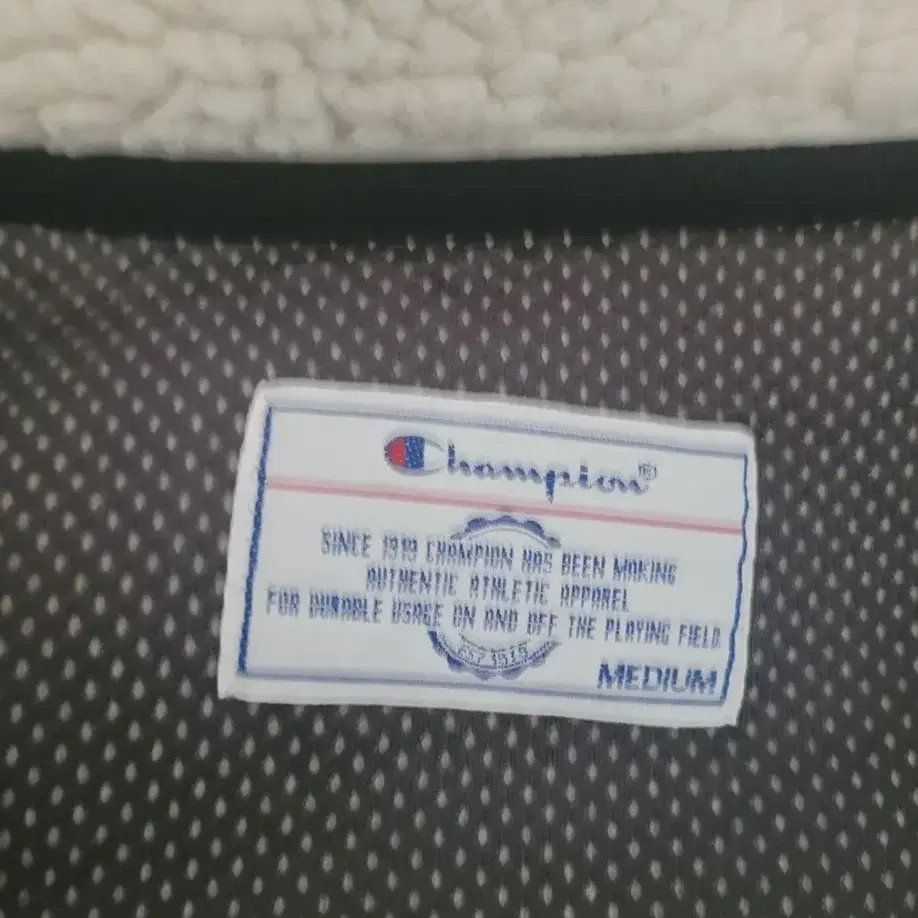 Champion®
SINCE 1919 CHAMPION HAS BEEN MAKING
AUTHENTIC ATHLETIC APPAREL
FOR DURABLE USAGE ON AND OFF THE PLAYING FIELD.
EST 1919
MEDIUM